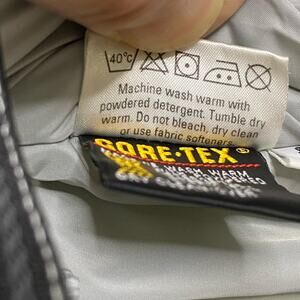 40°C
Machine wash warm with
powdered detergent. Tumble dry
warm. Do not bleach, dry clean
or use fabric softeners.
GORE-TEX
WASH, WARM